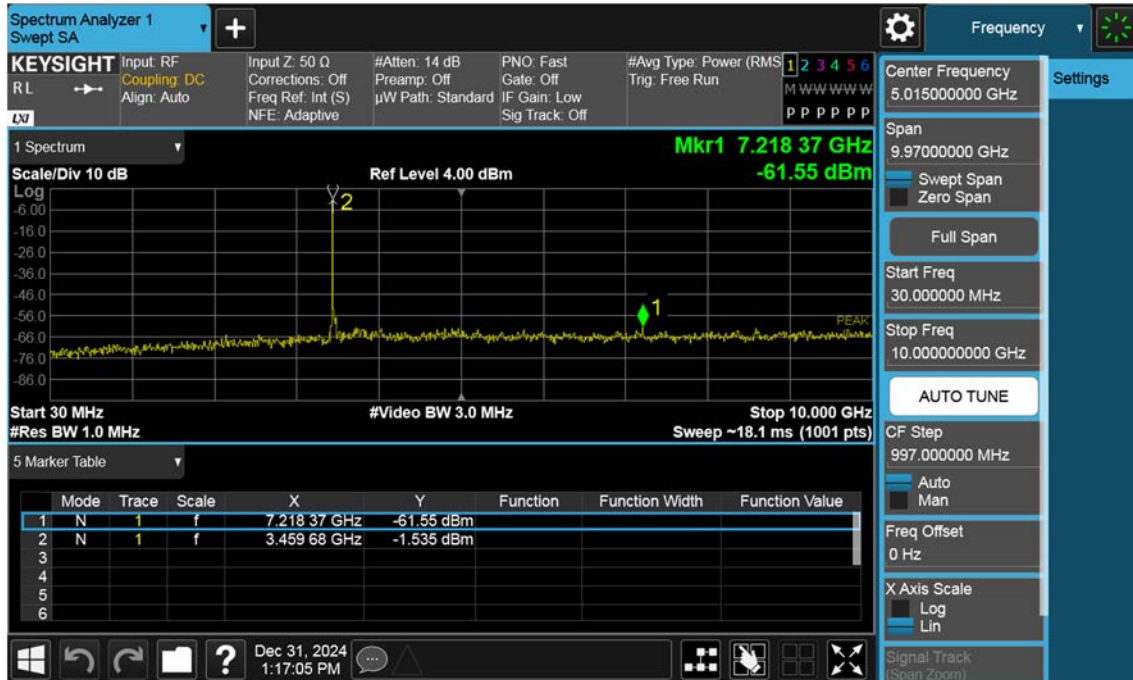 Spectrum Analyzer 1
Swept SA
Frequency
KEYSIGHT
RL
LXI
Input: RF
Coupling: DC
Align: Auto
Input Z: 50 Ω
Corrections: Off
Freq Ref: Int (S)
NFE: Adaptive
#Atten: 14 dB
Preamp: Off
µW Path: Standard
PNO: Fast
Gate: Off
IF Gain: Low
Sig Track: Off
#Avg Type: Power (RMS
Trig: Free Run
1 2 3 4 5 6
M W W W W W
P P P P P P
1 Spectrum
Scale/Div 10 dB
Ref Level 4.00 dBm
Mkr1 7.218 37 GHz
-61.55 dBm
Log
-6.00
-16.0
-26.0
-36.0
-46.0
-56.0
-66.0
-76.0
-86.0
2
1
PEAK
Start 30 MHz
#Video BW 3.0 MHz
Stop 10.000 GHz
#Res BW 1.0 MHz
Sweep ~18.1 ms (1001 pts)
5 Marker Table
Mode Trace Scale X Y Function Function Width Function Value
1 N 1 f 7.218 37 GHz -61.55 dBm
2 N 1 f 3.459 68 GHz -1.535 dBm
3
4
5
6
Dec 31, 2024
1:17:05 PM
Center Frequency
5.015000000 GHz
Settings
Span
9.97000000 GHz
Swept Span
Zero Span
Full Span
Start Freq
30.000000 MHz
Stop Freq
10.000000000 GHz
AUTO TUNE
CF Step
997.000000 MHz
Auto
Man
Freq Offset
0 Hz
X Axis Scale
Log
Lin
Signal Track
(Span Zoom)